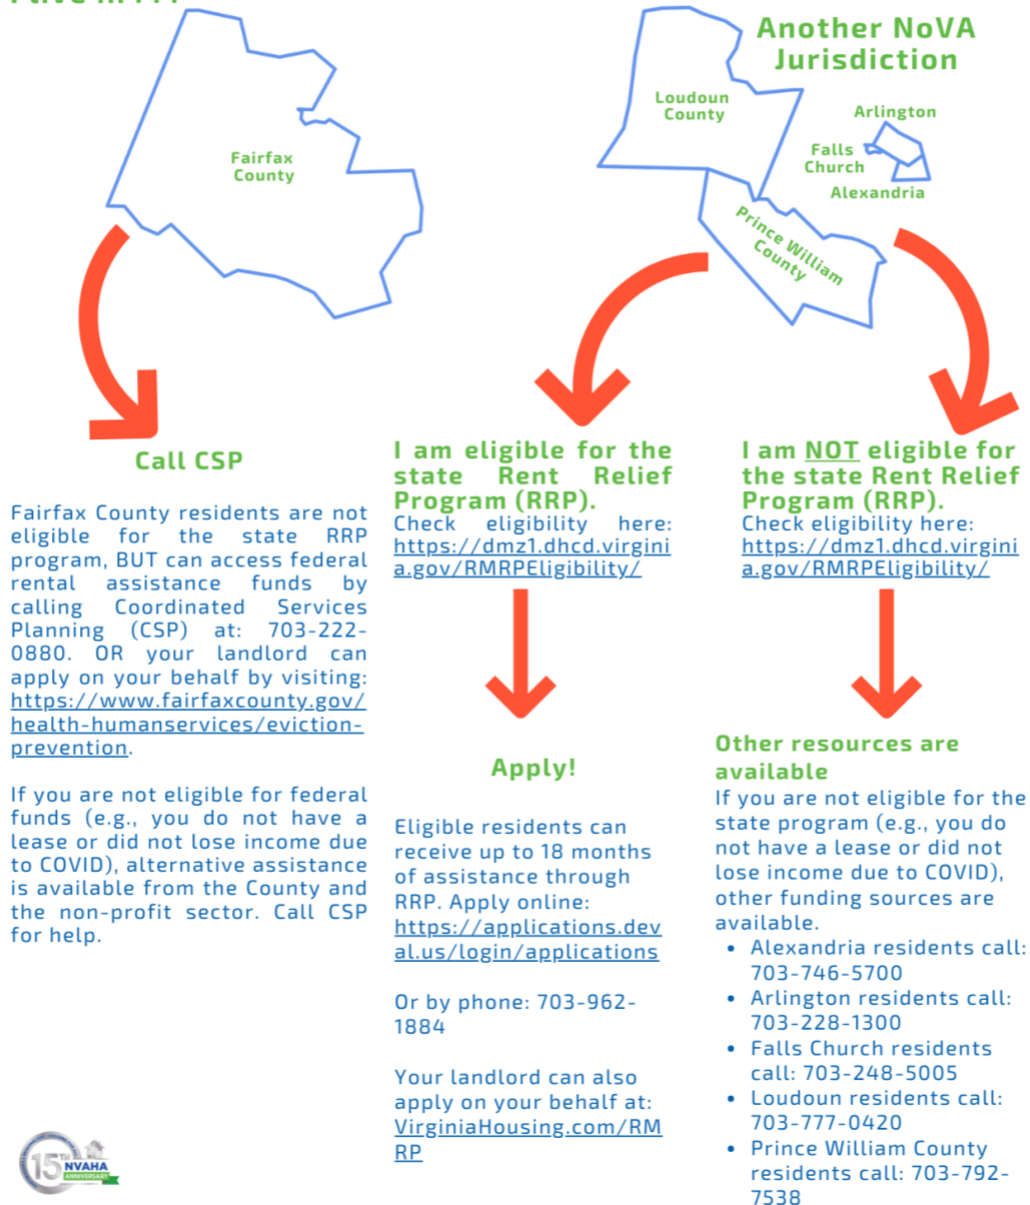 I live in . . .
Another NoVA
Jurisdiction
Loudoun
County
Arlington
Fairfax
County
Falls
Church
Alexandria
Prince William
County
Call CSP
Fairfax County residents are not
eligible for the state RRP
program, BUT can access federal
rental assistance funds by
calling Coordinated Services
Planning (CSP) at: 703-222-
0880. OR your landlord can
apply on your behalf by visiting:
https://www.fairfaxcounty.gov/
health-humanservices/eviction-
prevention.
If you are not eligible for federal
funds (e.g., you do not have a
lease or did not lose income due
to COVID), alternative assistance
is available from the County and
the non-profit sector. Call CSP
for help.
I am eligible for the
state Rent Relief
Program (RRP).
Check eligibility here:
https://dmz1.dhcd.virgini
a.gov/RMRPEligibility/
Apply!
Eligible residents can
receive up to 18 months
of assistance through
RRP. Apply online:
https://applications.dev
al.us/login/applications
Or by phone: 703-962-
1884
Your landlord can also
apply on your behalf at:
VirginiaHousing.com/RM
RP
I am NOT eligible for
the state Rent Relief
Program (RRP).
Check eligibility here:
https://dmz1.dhcd.virgini
a.gov/RMRPEligibility/
Other resources are
available
If you are not eligible for the
state program (e.g., you do
not have a lease or did not
lose income due to COVID),
other funding sources are
available.
• Alexandria residents call:
703-746-5700
• Arlington residents call:
703-228-1300
• Falls Church residents
call: 703-248-5005
• Loudoun residents call:
703-777-0420
• Prince William County
residents call: 703-792-
7538
15TH
NVAHA
ANNIVERSARY